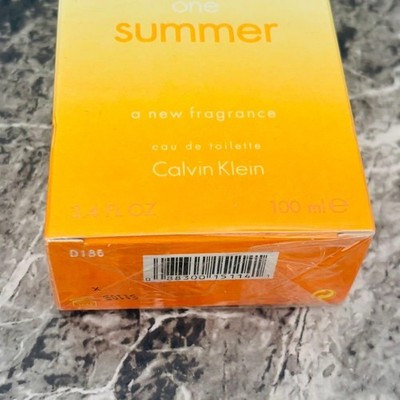 one
summer
a new fragrance
eau de toilette
Calvin Klein
3.4 FL OZ 100 ml e
D186